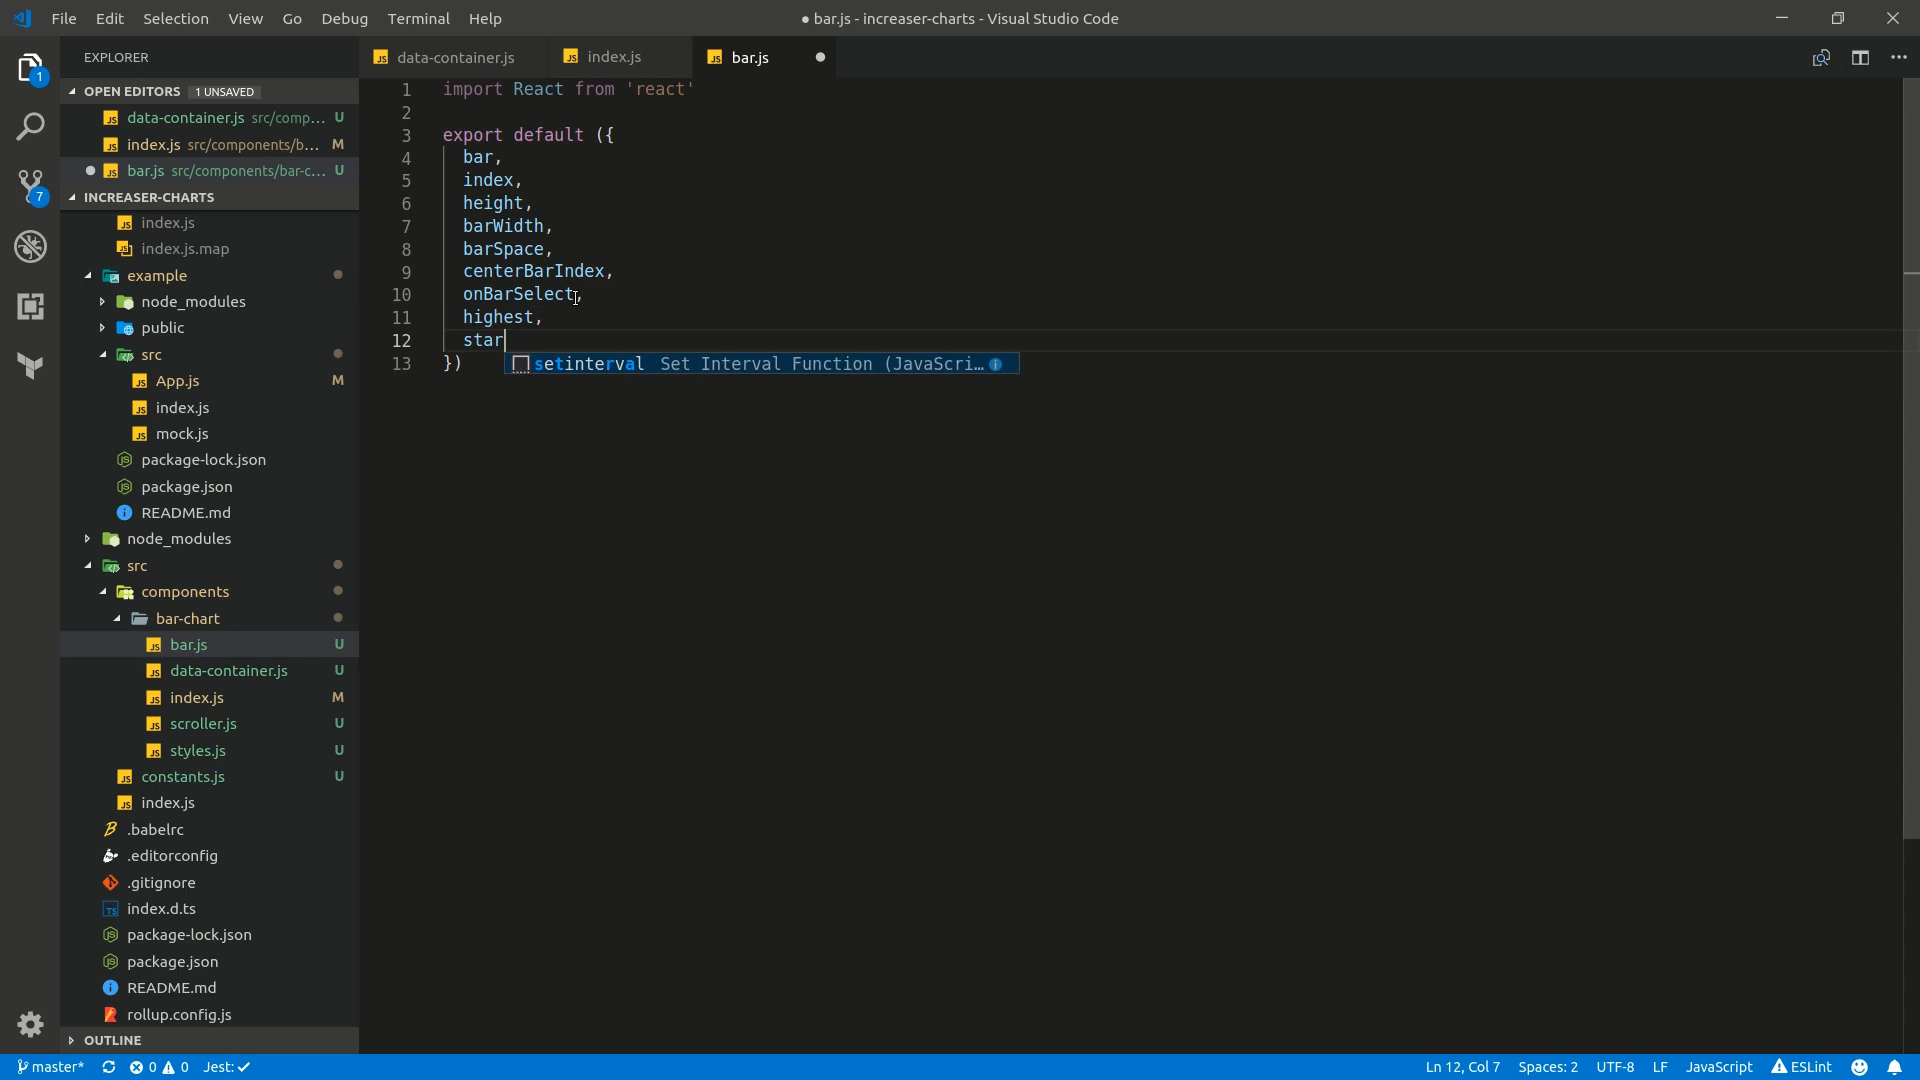 File Edit Selection View Go Debug Terminal Help
● bar.js - increaser-charts - Visual Studio Code
EXPLORER
1
OPEN EDITORS 1 UNSAVED
data-container.js src/comp... U
index.js src/components/b... M
bar.js src/components/bar-c... U
7
INCREASER-CHARTS
index.js
index.js.map
example
node_modules
public
src
App.js M
index.js
mock.js
package-lock.json
package.json
README.md
node_modules
src
components
bar-chart
bar.js U
data-container.js U
index.js M
scroller.js U
styles.js U
constants.js U
index.js
.babelrc
.editorconfig
.gitignore
index.d.ts
package-lock.json
package.json
README.md
rollup.config.js
OUTLINE
data-container.js index.js bar.js
1 import React from 'react'
2
3 export default ({
4 bar,
5 index,
6 height,
7 barWidth,
8 barSpace,
9 centerBarIndex,
10 onBarSelect,
11 highest,
12 star
13 })
setinterval Set Interval Function (JavaScri...
master* 0 0 Jest: ✓ Ln 12, Col 7 Spaces: 2 UTF-8 LF JavaScript ESLint